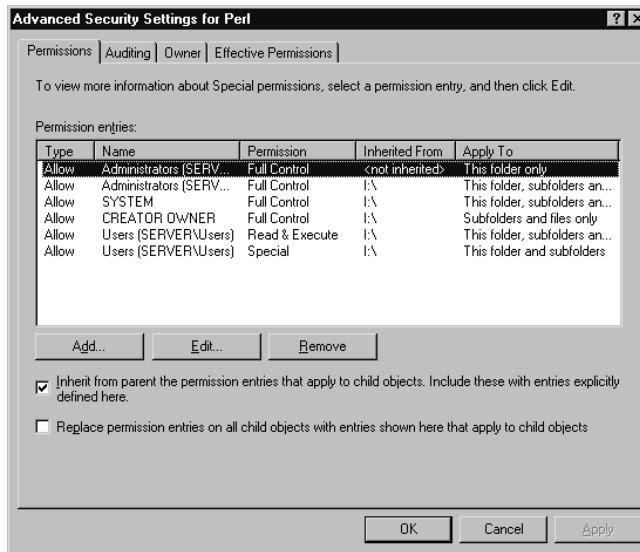 Advanced Security Settings for Perl
Permissions Auditing Owner Effective Permissions
To view more information about Special permissions, select a permission entry, and then click Edit.
Permission entries:
Type Name Permission Inherited From Apply To
Allow Administrators (SERV... Full Control <not inherited> This folder only
Allow Administrators (SERV... Full Control I:\ This folder, subfolders an...
Allow SYSTEM Full Control I:\ This folder, subfolders an...
Allow CREATOR OWNER Full Control I:\ Subfolders and files only
Allow Users (SERVER\Users) Read & Execute I:\ This folder, subfolders an...
Allow Users (SERVER\Users) Special I:\ This folder and subfolders
Add... Edit... Remove
Inherit from parent the permission entries that apply to child objects. Include these with entries explicitly
defined here.
Replace permission entries on all child objects with entries shown here that apply to child objects
OK Cancel Apply